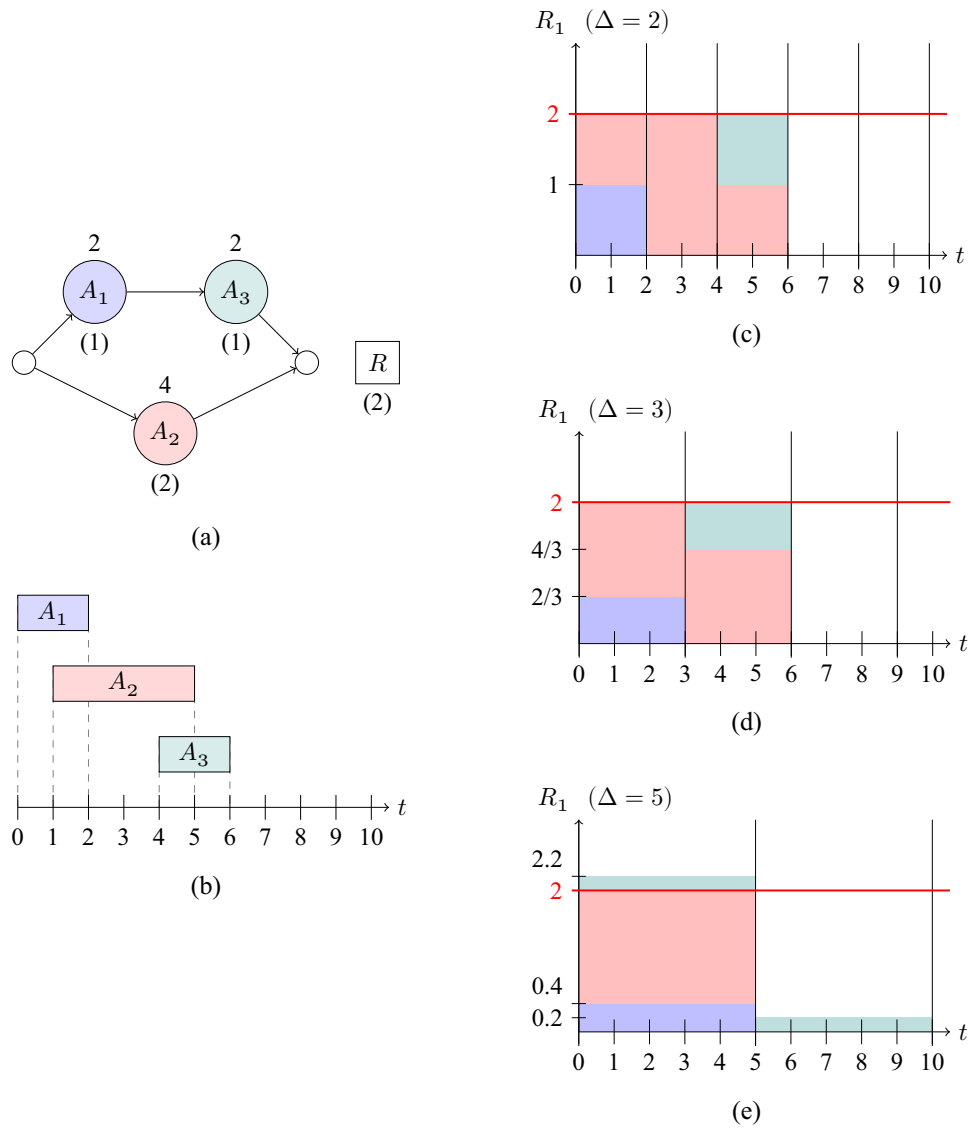 2 2
A₁ A₃
(1) (1)
R
(2)
4
A₂
(2)
(a)
A₁
A₂
A₃
t
0 1 2 3 4 5 6 7 8 9 10
(b)
R₁ (Δ = 2)
2
1
t
0 1 2 3 4 5 6 7 8 9 10
(c)
R₁ (Δ = 3)
2
4/3
2/3
t
0 1 2 3 4 5 6 7 8 9 10
(d)
R₁ (Δ = 5)
2.2
2
0.4
0.2
t
0 1 2 3 4 5 6 7 8 9 10
(e)